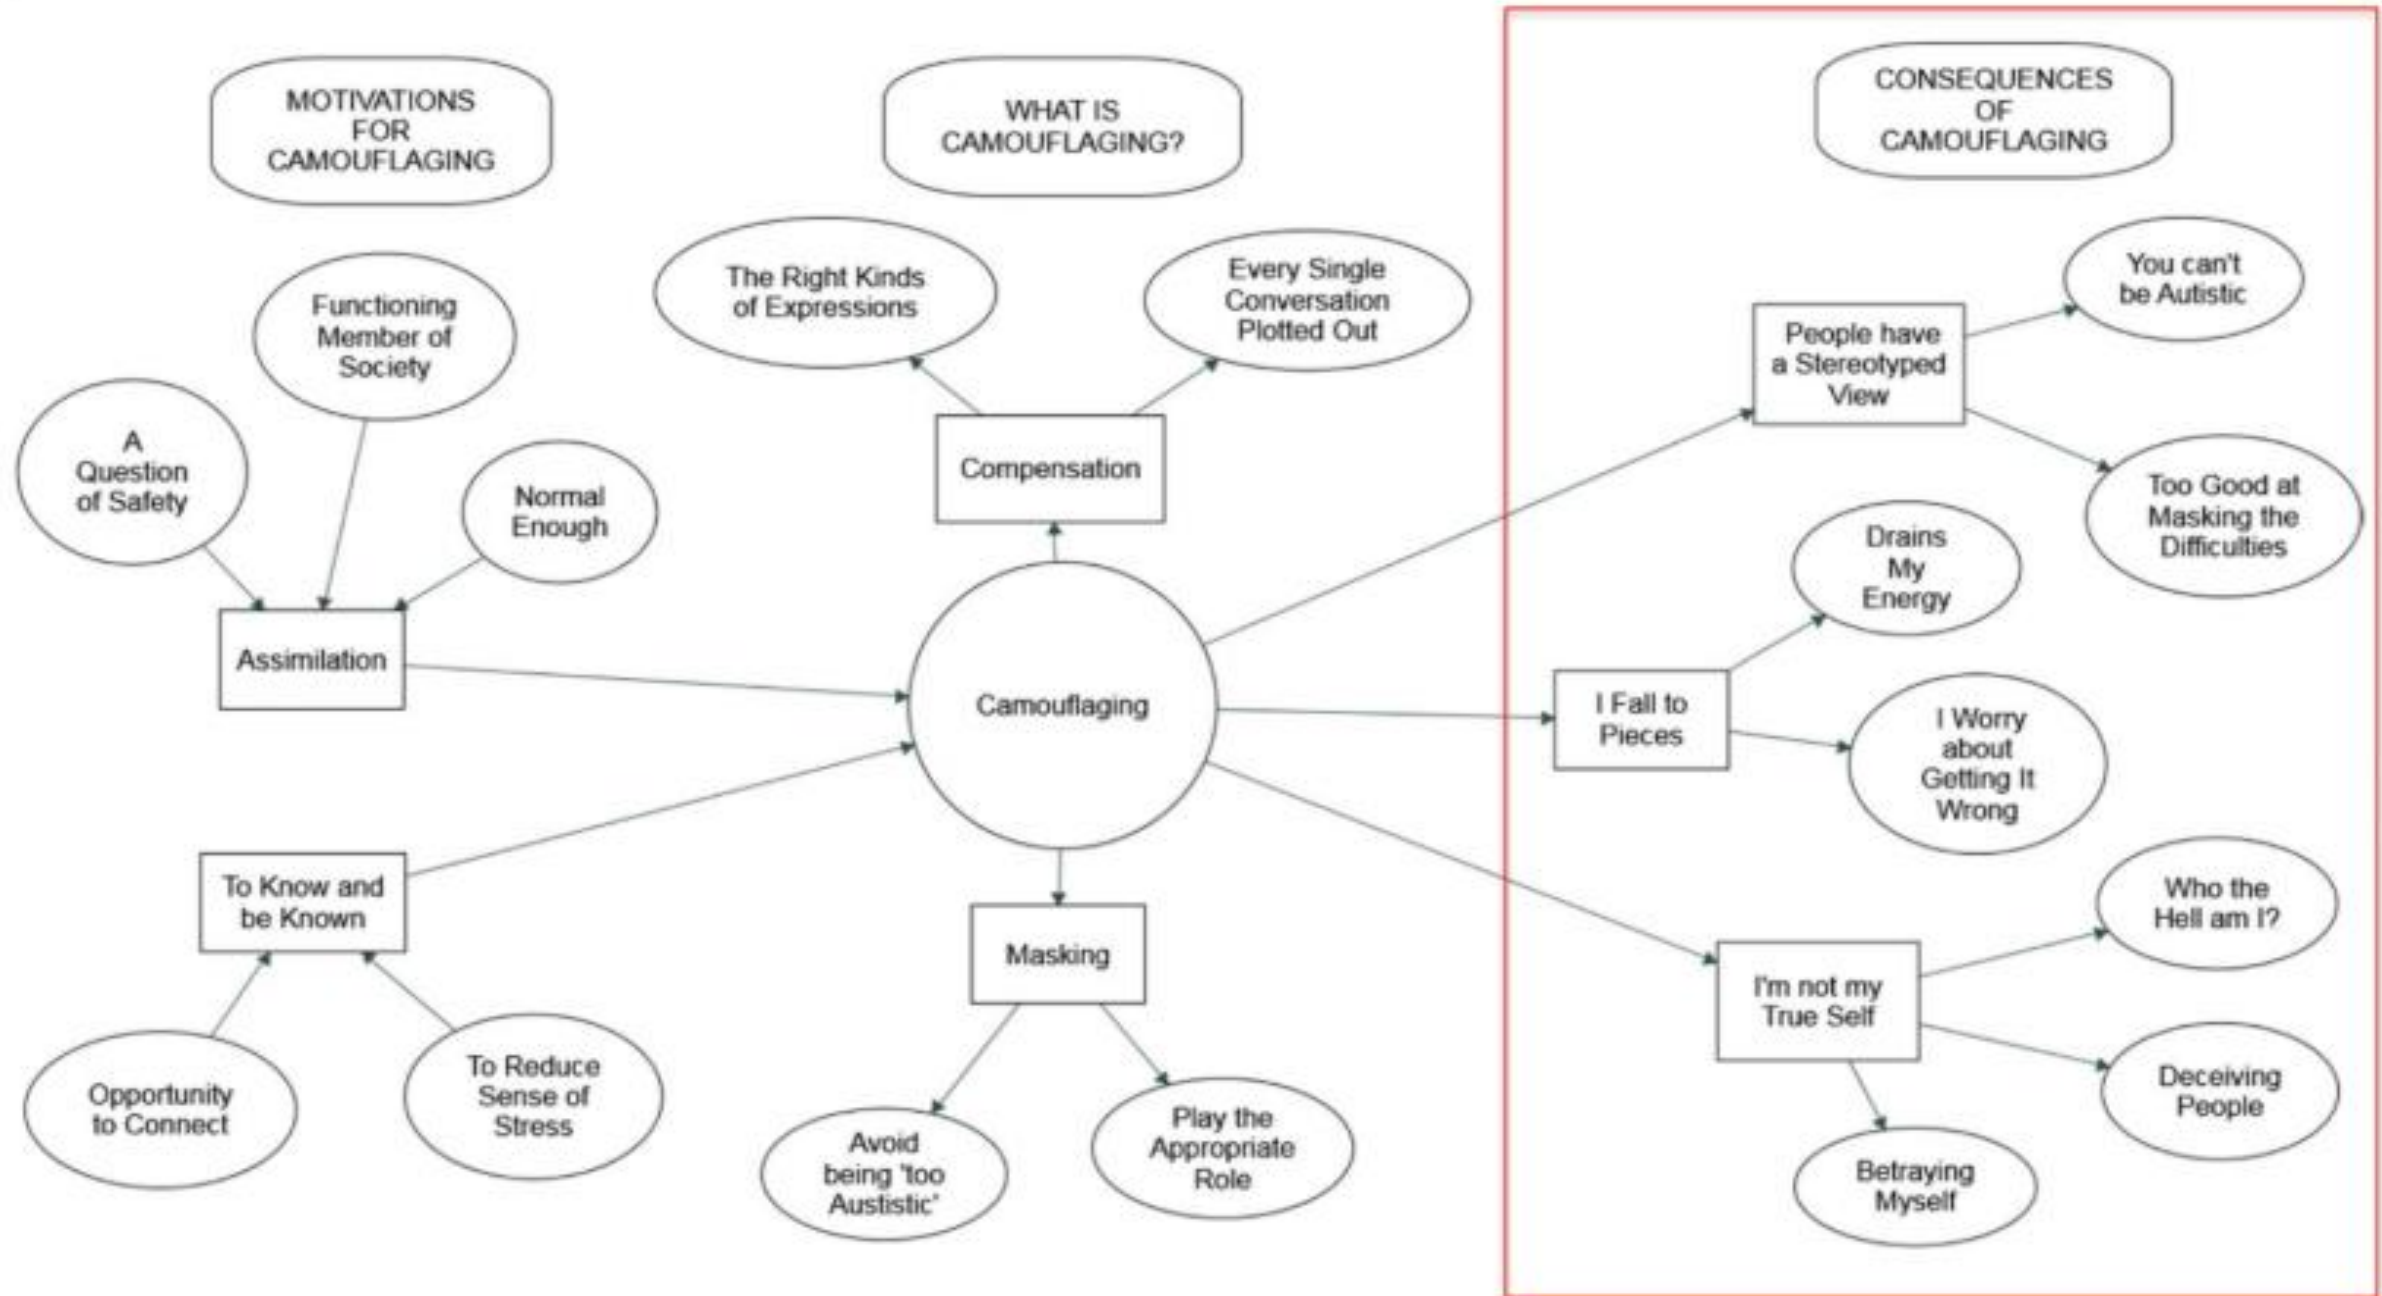 MOTIVATIONS
FOR
CAMOUFLAGING
A
Question
of Safety
Functioning
Member of
Society
Normal
Enough
Assimilation
To Know and
be Known
Opportunity
to Connect
To Reduce
Sense of
Stress
WHAT IS
CAMOUFLAGING?
The Right Kinds
of Expressions
Every Single
Conversation
Plotted Out
Compensation
Camouflaging
Masking
Avoid
being 'too
Austistic'
Play the
Appropriate
Role
CONSEQUENCES
OF
CAMOUFLAGING
People have
a Stereotyped
View
You can't
be Autistic
Too Good at
Masking the
Difficulties
I Fall to
Pieces
Drains
My
Energy
I Worry
about
Getting It
Wrong
I'm not my
True Self
Who the
Hell am I?
Deceiving
People
Betraying
Myself